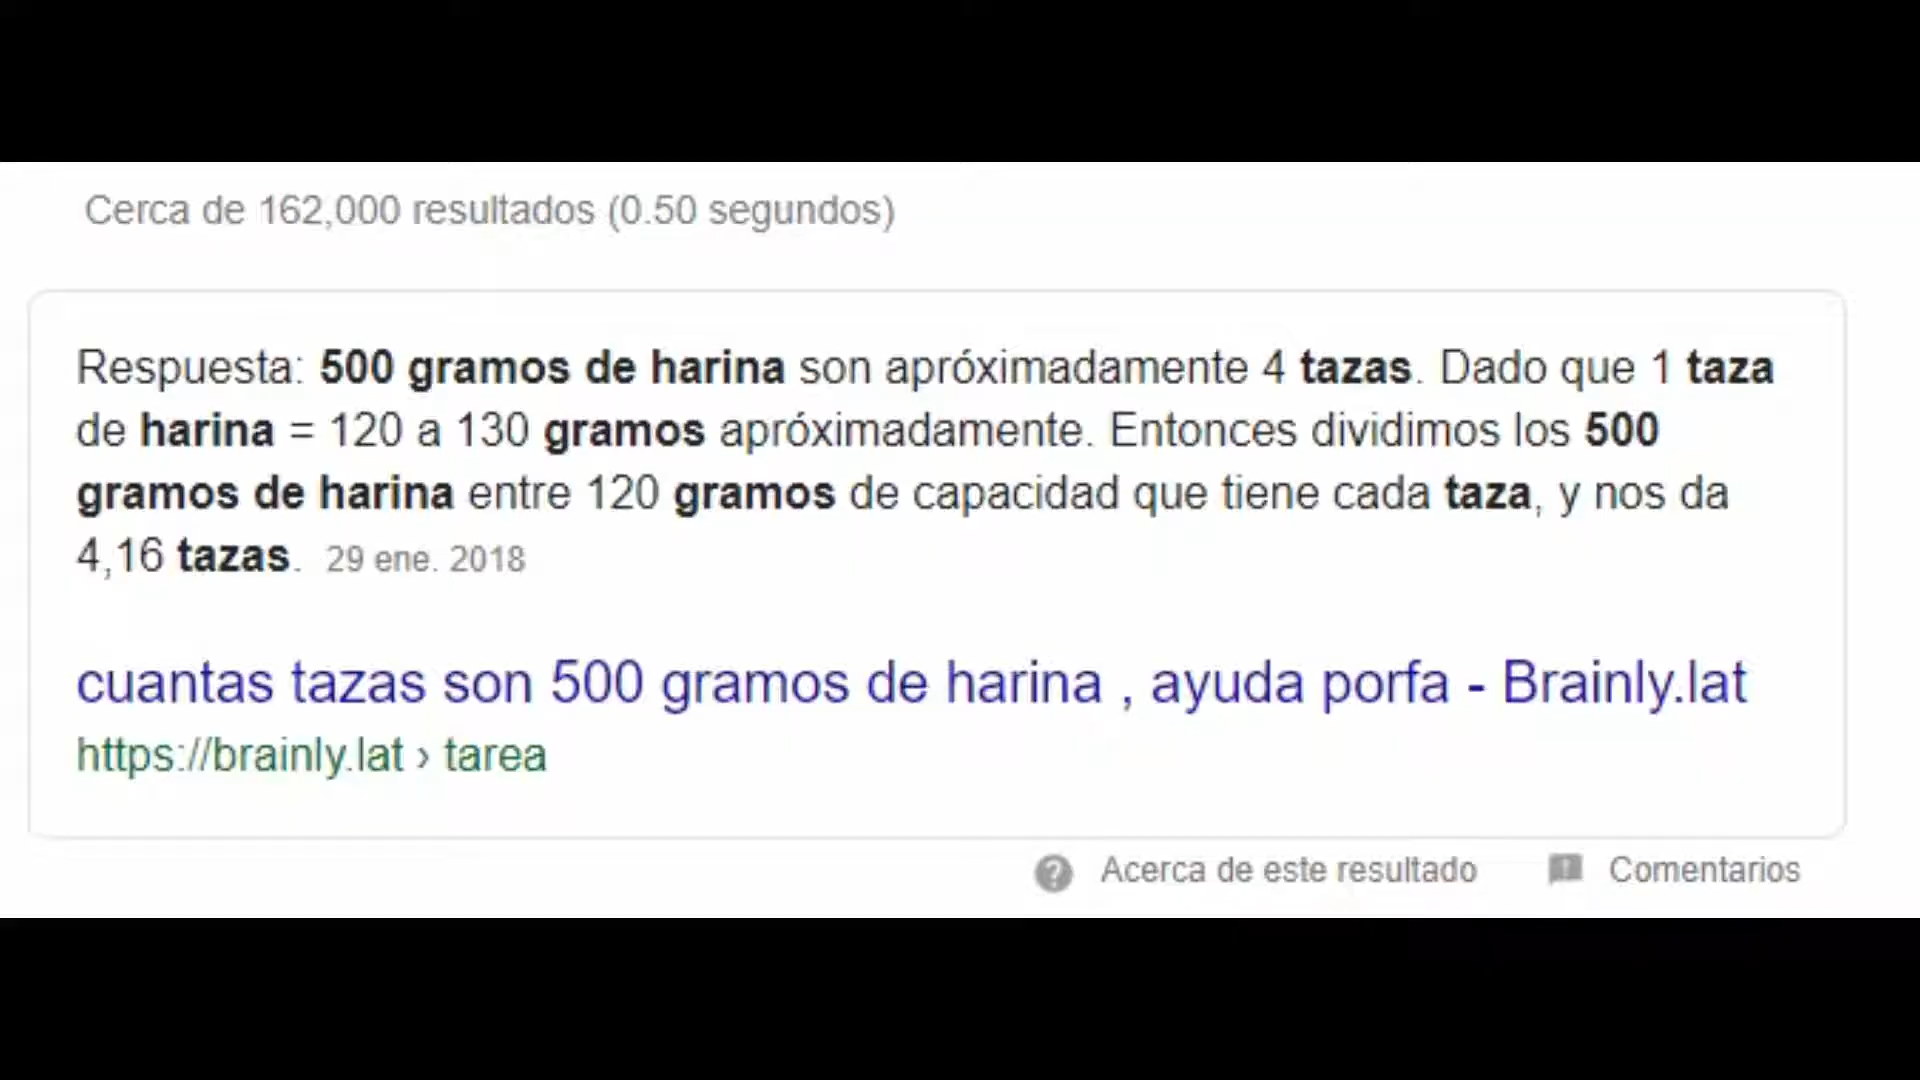 Cerca de 162,000 resultados (0.50 segundos)
Respuesta: 500 gramos de harina son apróximadamente 4 tazas. Dado que 1 taza
de harina = 120 a 130 gramos apróximadamente. Entonces dividimos los 500
gramos de harina entre 120 gramos de capacidad que tiene cada taza, y nos da
4,16 tazas. 29 ene. 2018
cuantas tazas son 500 gramos de harina , ayuda porfa - Brainly.lat
https://brainly.lat › tarea
Acerca de este resultado Comentarios